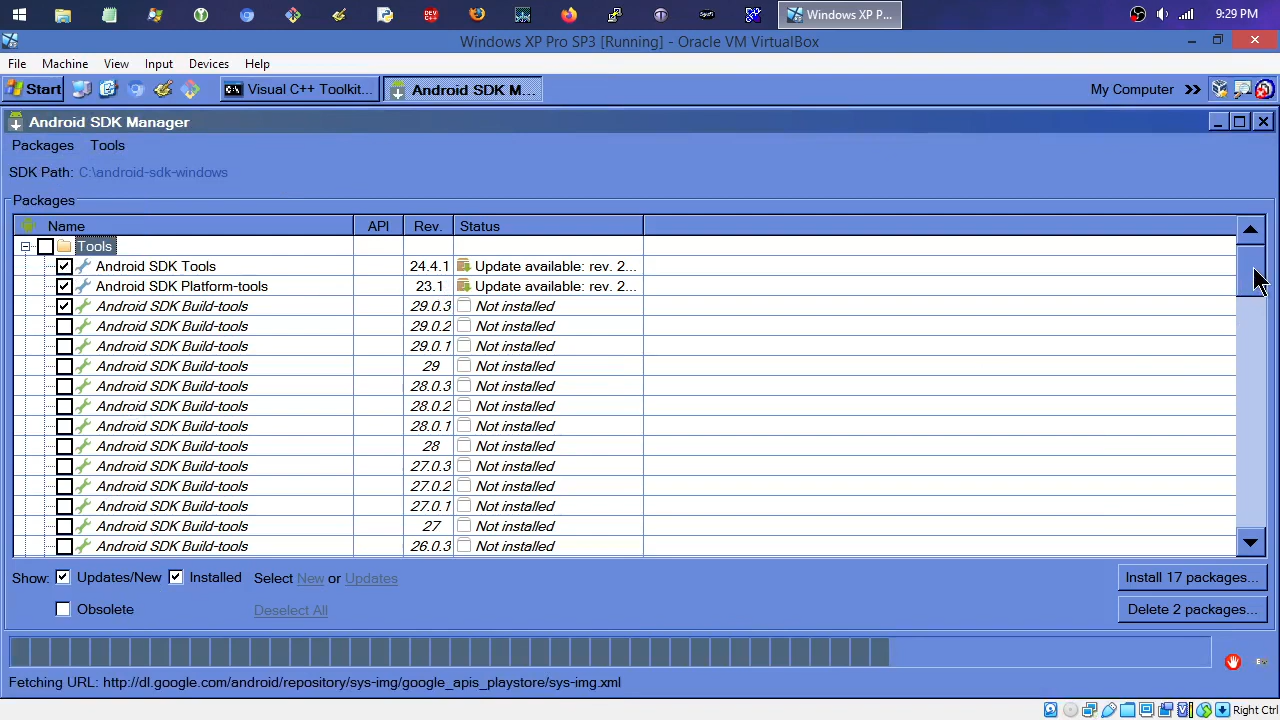 Windows XP P...
9:29 PM
Windows XP Pro SP3 [Running] - Oracle VM VirtualBox
File Machine View Input Devices Help
Start Visual C++ Toolkit... Android SDK M... My Computer >>
Android SDK Manager
Packages Tools
SDK Path: C:\android-sdk-windows
Packages
Name API Rev. Status
Tools
Android SDK Tools 24.4.1 Update available: rev. 2...
Android SDK Platform-tools 23.1 Update available: rev. 2...
Android SDK Build-tools 29.0.3 Not installed
Android SDK Build-tools 29.0.2 Not installed
Android SDK Build-tools 29.0.1 Not installed
Android SDK Build-tools 29 Not installed
Android SDK Build-tools 28.0.3 Not installed
Android SDK Build-tools 28.0.2 Not installed
Android SDK Build-tools 28.0.1 Not installed
Android SDK Build-tools 28 Not installed
Android SDK Build-tools 27.0.3 Not installed
Android SDK Build-tools 27.0.2 Not installed
Android SDK Build-tools 27.0.1 Not installed
Android SDK Build-tools 27 Not installed
Android SDK Build-tools 26.0.3 Not installed
Show: Updates/New Installed Select New or Updates Install 17 packages...
Obsolete Deselect All Delete 2 packages...
Fetching URL: http://dl.google.com/android/repository/sys-img/google_apis_playstore/sys-img.xml
Right Ctrl